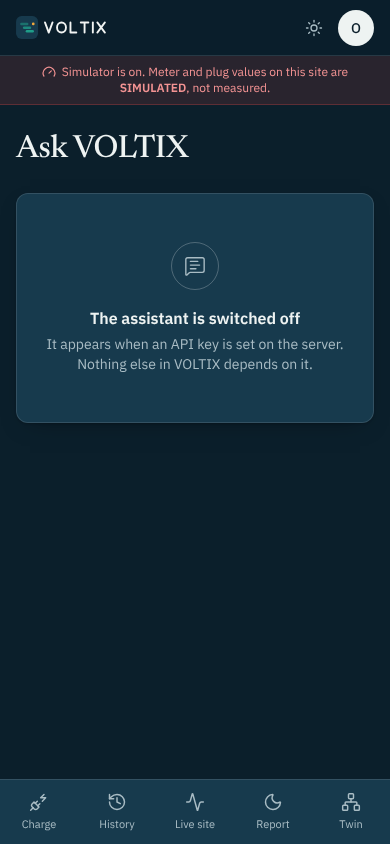 VOLTIX
O
Simulator is on. Meter and plug values on this site are
SIMULATED, not measured.
Ask VOLTIX
The assistant is switched off
It appears when an API key is set on the server.
Nothing else in VOLTIX depends on it.
Charge
History
Live site
Report
Twin